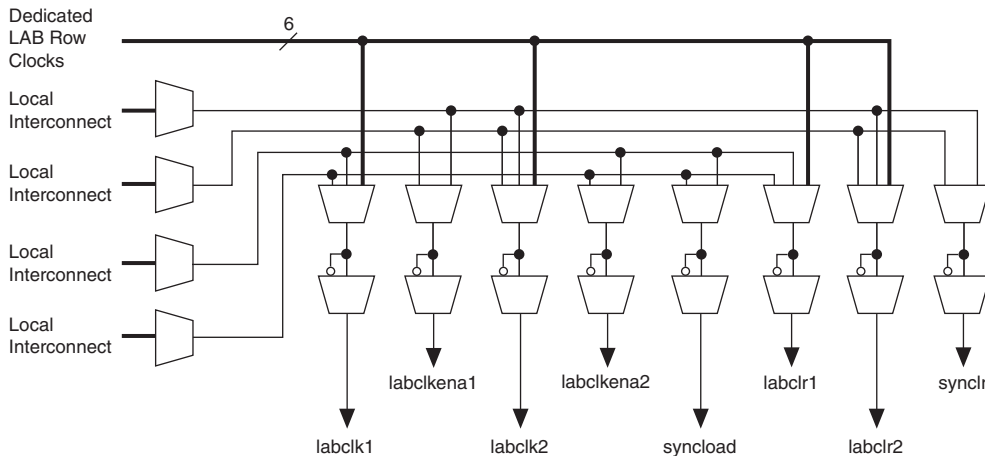 Dedicated
LAB Row
Clocks
6
Local
Interconnect
Local
Interconnect
Local
Interconnect
Local
Interconnect
labclkena1
labclkena2
labclr1
synclr
labclk1
labclk2
syncload
labclr2